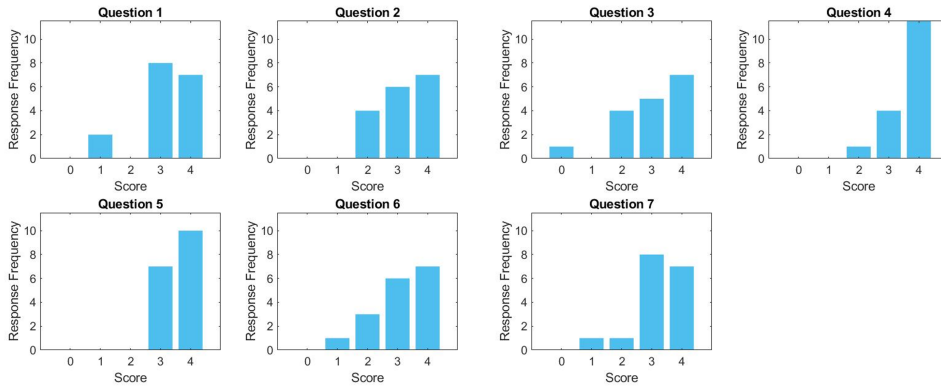 Question 1
Response Frequency
10
8
6
4
2
0
0 1 2 3 4
Score
Question 2
Response Frequency
10
8
6
4
2
0
0 1 2 3 4
Score
Question 3
Response Frequency
10
8
6
4
2
0
0 1 2 3 4
Score
Question 4
Response Frequency
10
8
6
4
2
0
0 1 2 3 4
Score
Question 5
Response Frequency
10
8
6
4
2
0
0 1 2 3 4
Score
Question 6
Response Frequency
10
8
6
4
2
0
0 1 2 3 4
Score
Question 7
Response Frequency
10
8
6
4
2
0
0 1 2 3 4
Score